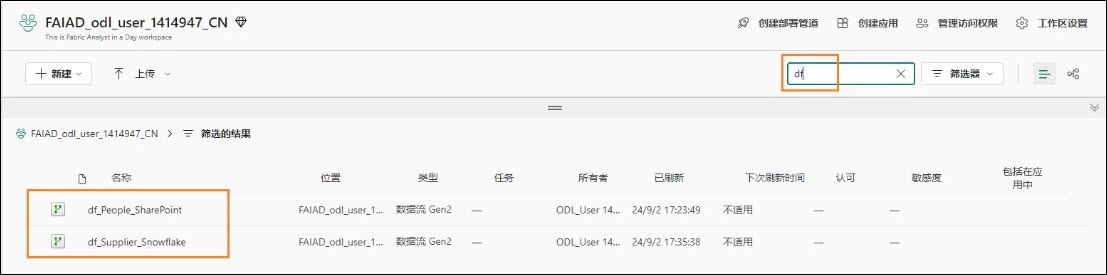 FAIAD_odl_user_1414947_CN
创建部署管道 创建应用 管理访问权限 工作区设置
This is Fabric Analyst in a Day workspace
新建 上传 df 筛选器
FAIAD_odl_user_1414947_CN > 筛选的结果
名称 位置 类型 任务 所有者 已刷新 下次刷新时间 认可 敏感度 包括在应
用中
df_People_SharePoint FAIAD_odl_user_1... 数据流 Gen2 — ODL_User 14... 24/9/2 17:23:49 不适用 — —
df_Supplier_Snowflake FAIAD_odl_user_1... 数据流 Gen2 — ODL_User 14... 24/9/2 17:35:38 不适用 — —